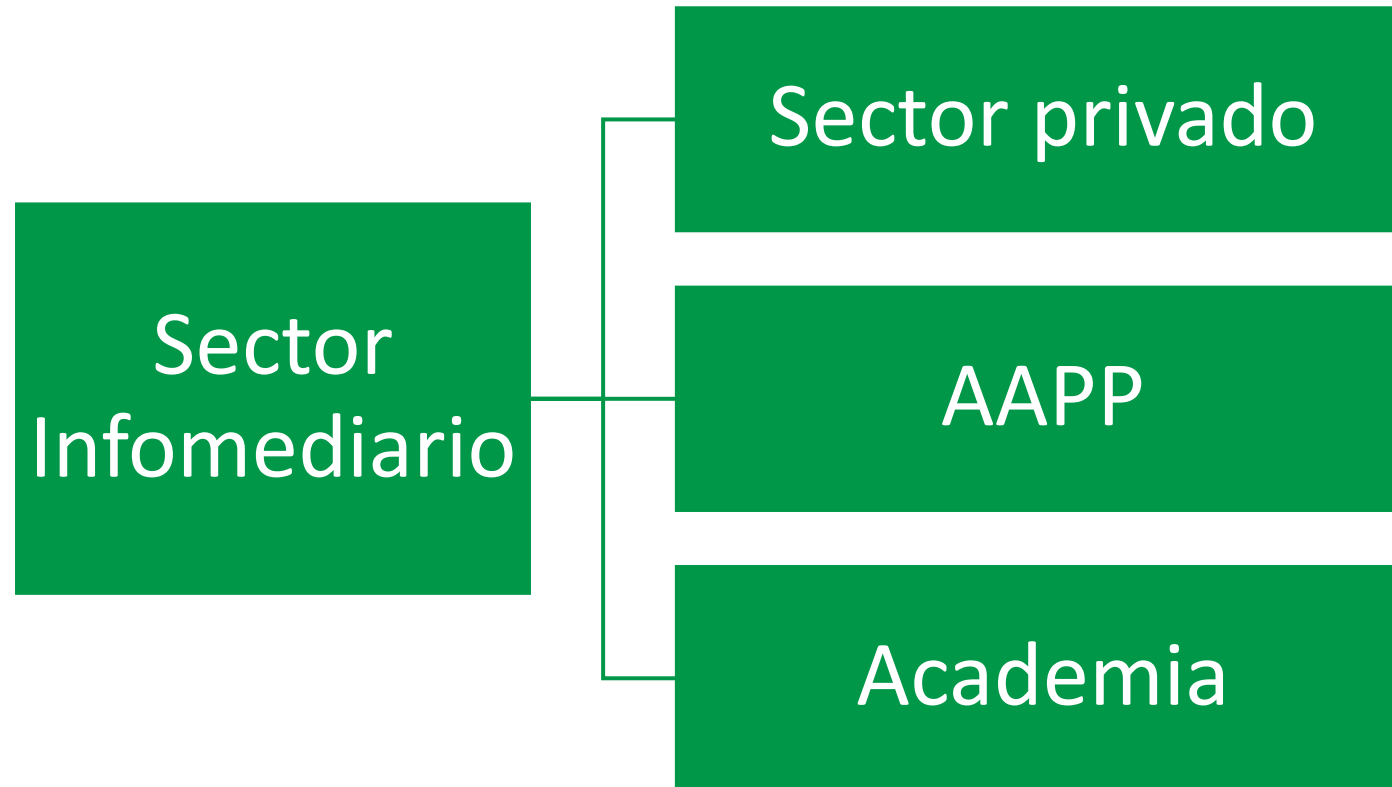 Sector
Infomediario
Sector privado
AAPP
Academia